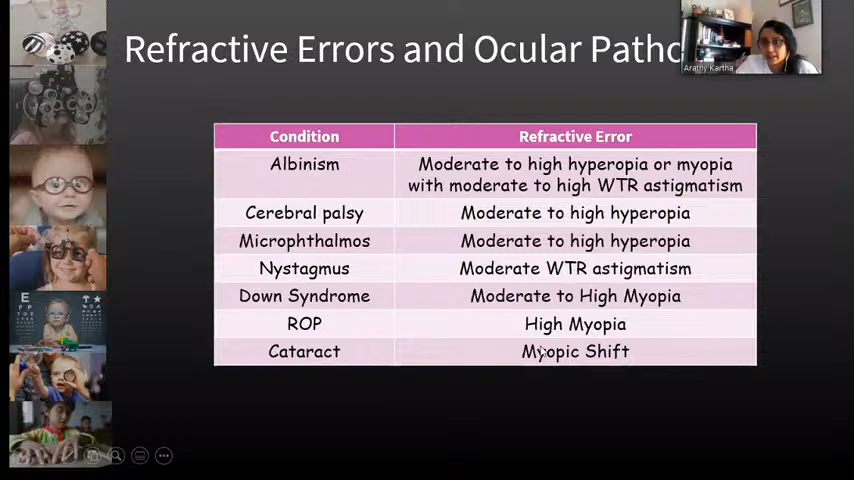 Refractive Errors and Ocular Patho
Arathy Kartha
Condition Refractive Error
Albinism Moderate to high hyperopia or myopia
with moderate to high WTR astigmatism
Cerebral palsy Moderate to high hyperopia
Microphthalmos Moderate to high hyperopia
Nystagmus Moderate WTR astigmatism
Down Syndrome Moderate to High Myopia
ROP High Myopia
Cataract Myopic Shift